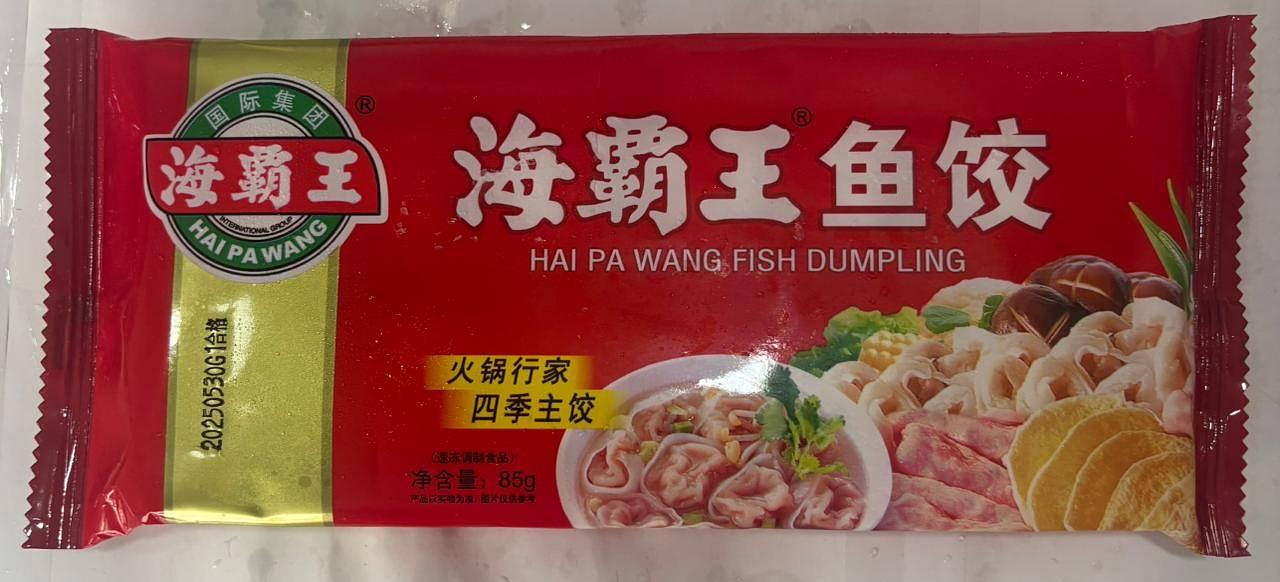 国际集团
®
海霸王
INTERNATIONAL GROUP
HAI PA WANG
20250530G1合格
海霸王®鱼饺
HAI PA WANG FISH DUMPLING
火锅行家
四季主饺
（速冻调制食品）
净含量：85g
产品以实物为准，图片仅供参考